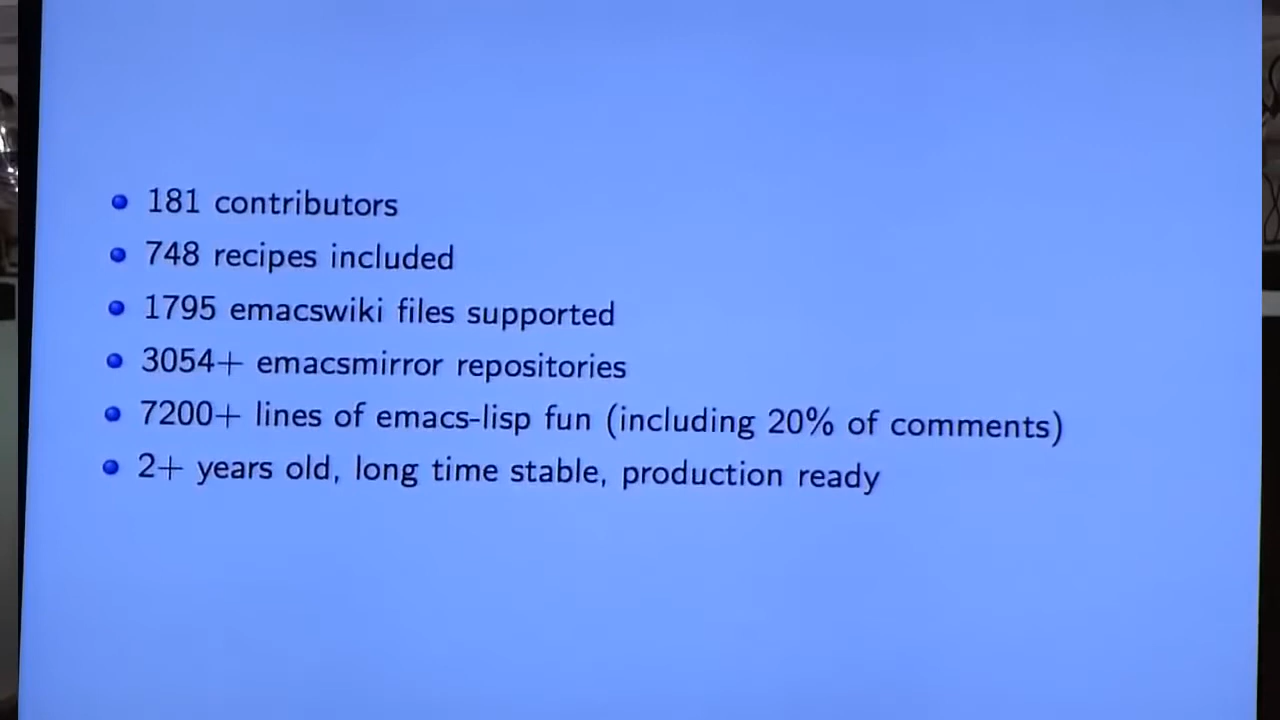 181 contributors
748 recipes included
1795 emacswiki files supported
3054+ emacsmirror repositories
7200+ lines of emacs-lisp fun (including 20% of comments)
2+ years old, long time stable, production ready